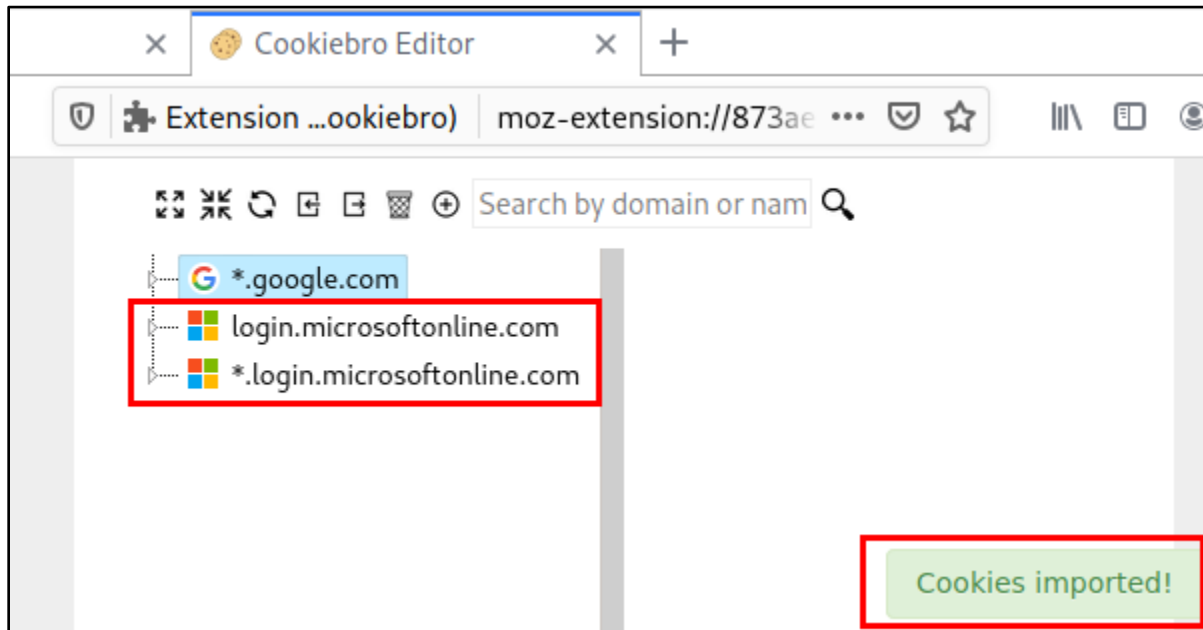 Cookiebro Editor
Extension ...ookiebro) moz-extension://873ae
Search by domain or nam
*.google.com
login.microsoftonline.com
*.login.microsoftonline.com
Cookies imported!